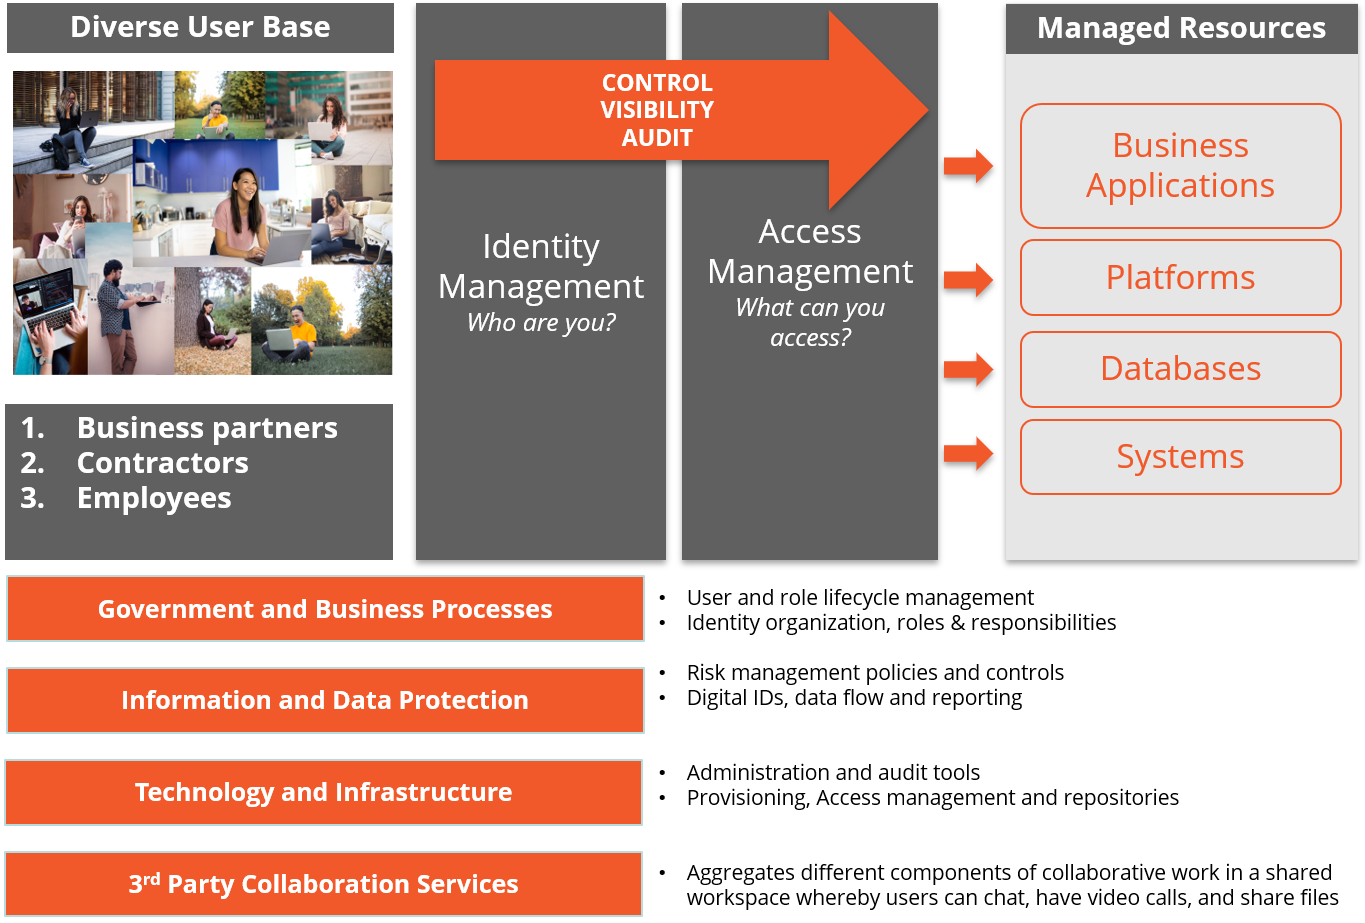 Diverse User Base
1. Business partners
2. Contractors
3. Employees
CONTROL
VISIBILITY
AUDIT
Identity
Management
Who are you?
Access
Management
What can you
access?
Managed Resources
Business
Applications
Platforms
Databases
Systems
Government and Business Processes
• User and role lifecycle management
• Identity organization, roles & responsibilities
Information and Data Protection
• Risk management policies and controls
• Digital IDs, data flow and reporting
Technology and Infrastructure
• Administration and audit tools
• Provisioning, Access management and repositories
3rd Party Collaboration Services
• Aggregates different components of collaborative work in a shared
workspace whereby users can chat, have video calls, and share files